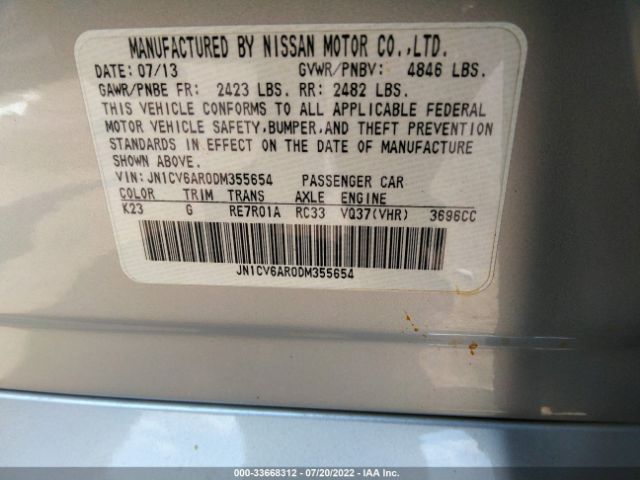 MANUFACTURED BY NISSAN MOTOR CO.,LTD.
DATE: 07/13 GVWR/PNBV: 4846 LBS.
GAWR/PNBE FR: 2423 LBS. RR: 2482 LBS.
THIS VEHICLE CONFORMS TO ALL APPLICABLE FEDERAL
MOTOR VEHICLE SAFETY,BUMPER,AND THEFT PREVENTION
STANDARDS IN EFFECT ON THE DATE OF MANUFACTURE
SHOWN ABOVE.
VIN: JN1CV6AR0DM355654 PASSENGER CAR
COLOR TRIM TRANS AXLE ENGINE
K23 G RE7R01A RC33 VQ37(VHR) 3696CC
JN1CV6AR0DM355654
000-33668312 / 07/20/2022 - IAA Inc.